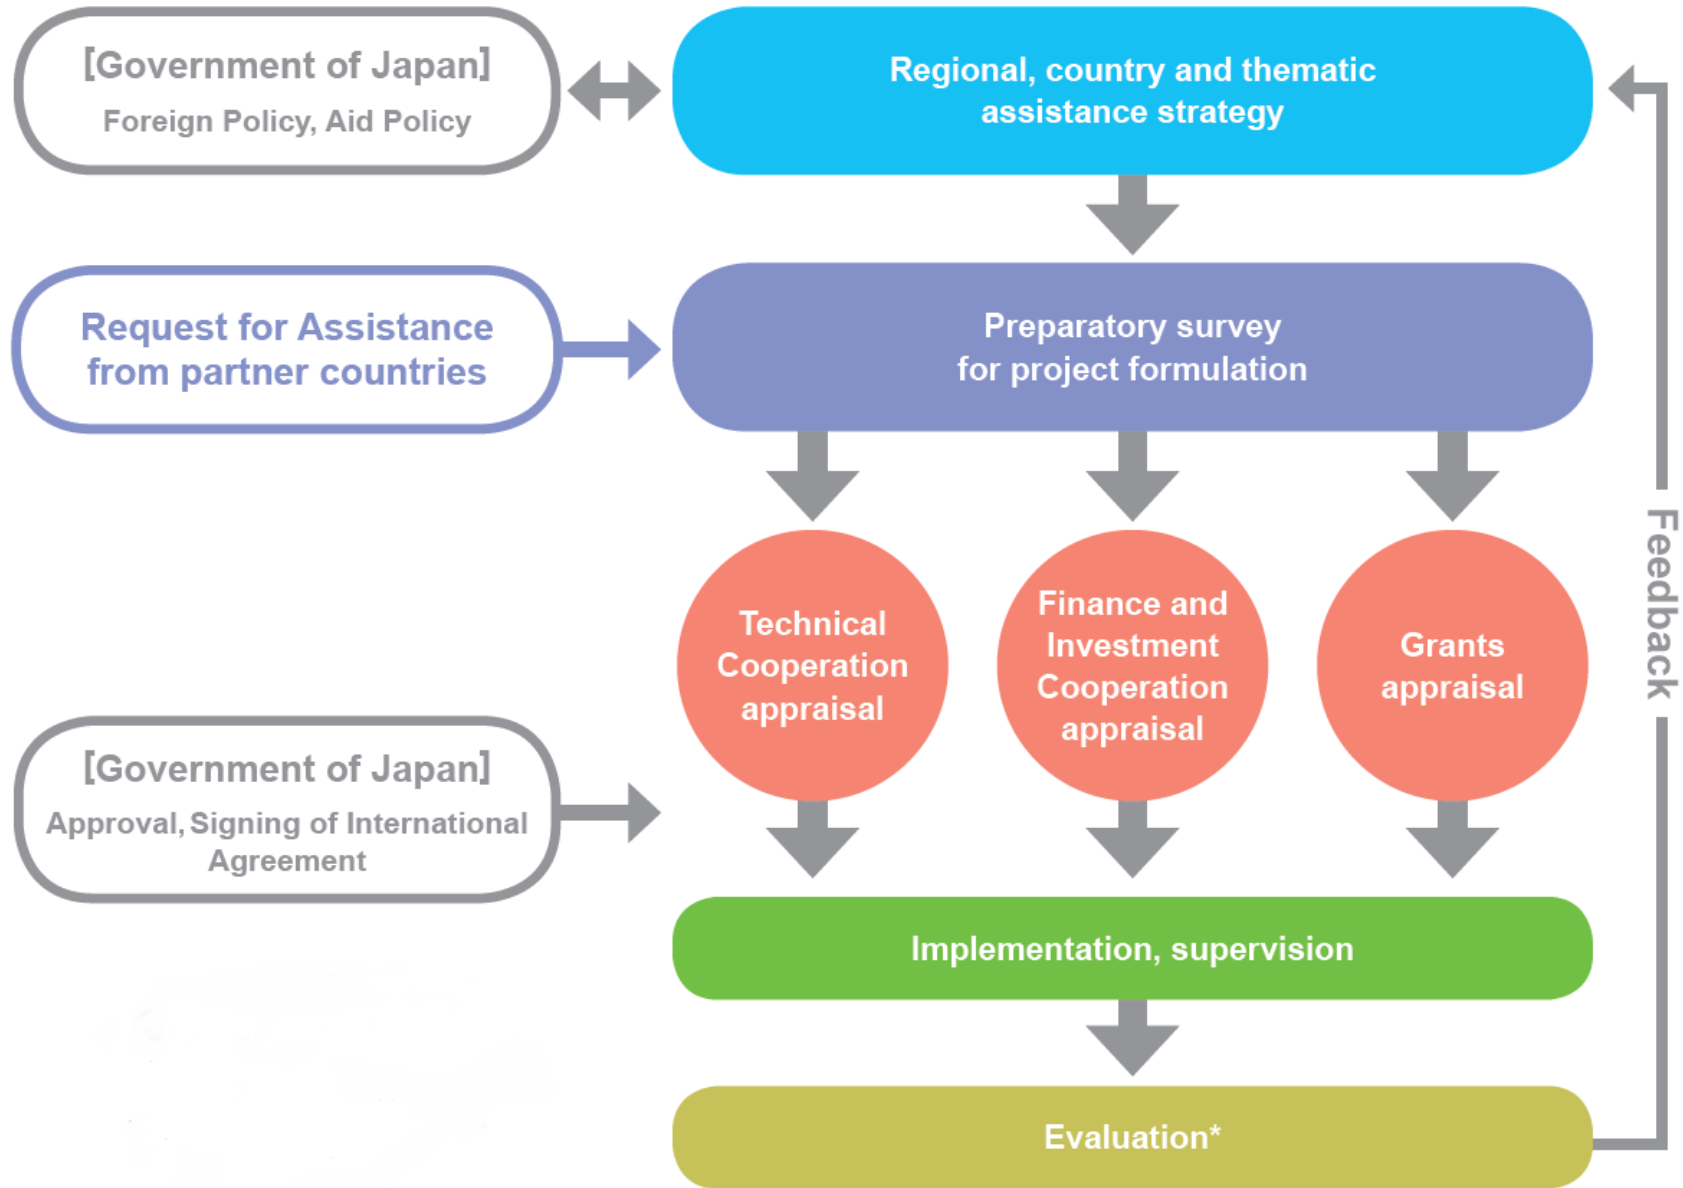 [Government of Japan]
Foreign Policy, Aid Policy
Regional, country and thematic
assistance strategy
Request for Assistance
from partner countries
Preparatory survey
for project formulation
Technical
Cooperation
appraisal
Finance and
Investment
Cooperation
appraisal
Grants
appraisal
Feedback
[Government of Japan]
Approval, Signing of International
Agreement
Implementation, supervision
Evaluation*